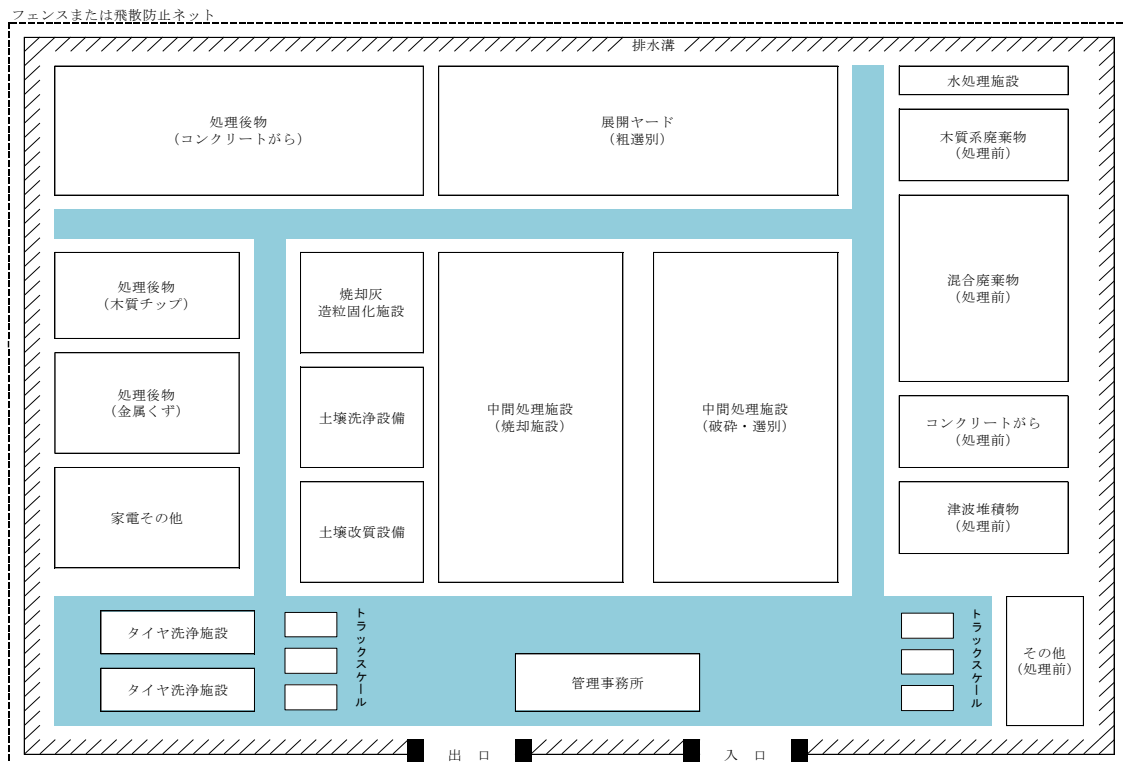 フェンスまたは飛散防止ネット
排水溝
処理後物
（コンクリートがら）
展開ヤード
（粗選別）
水処理施設
木質系廃棄物
（処理前）
混合廃棄物
（処理前）
処理後物
（木質チップ）
焼却灰
造粒固化施設
処理後物
（金属くず）
土壌洗浄設備
中間処理施設
（焼却施設）
中間処理施設
（破砕・選別）
コンクリートがら
（処理前）
家電その他
土壌改質設備
津波堆積物
（処理前）
タイヤ洗浄施設
タイヤ洗浄施設
トラックスケール
管理事務所
トラックスケール
その他
（処理前）
出　口
入　口